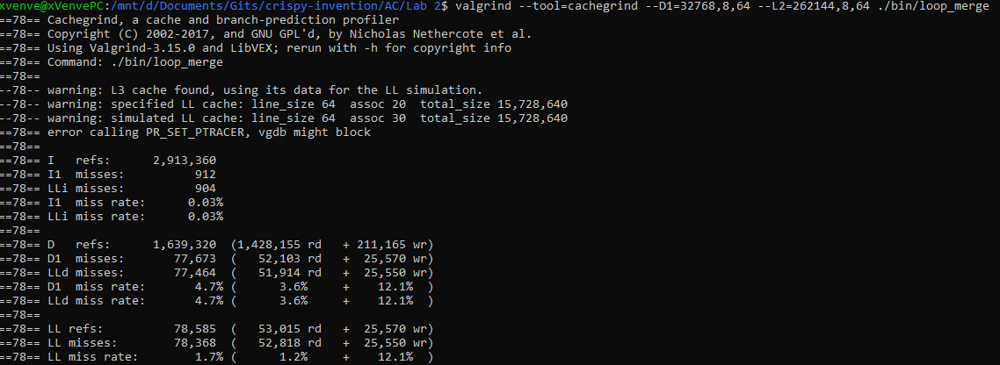 xvenve@xVenvePC:/mnt/d/Documents/Gits/crispy-invention/AC/Lab 2$ valgrind --tool=cachegrind --D1=32768,8,64 --L2=262144,8,64 ./bin/loop_merge
==78== Cachegrind, a cache and branch-prediction profiler
==78== Copyright (C) 2002-2017, and GNU GPL'd, by Nicholas Nethercote et al.
==78== Using Valgrind-3.15.0 and LibVEX; rerun with -h for copyright info
==78== Command: ./bin/loop_merge
==78==
--78-- warning: L3 cache found, using its data for the LL simulation.
--78-- warning: specified LL cache: line_size 64  assoc 20  total_size 15,728,640
--78-- warning: simulated LL cache: line_size 64  assoc 30  total_size 15,728,640
==78== error calling PR_SET_PTRACER, vgdb might block
==78==
==78== I   refs:      2,913,360
==78== I1  misses:          912
==78== LLi misses:          904
==78== I1  miss rate:      0.03%
==78== LLi miss rate:      0.03%
==78==
==78== D   refs:      1,639,320  (1,428,155 rd   + 211,165 wr)
==78== D1  misses:       77,673  (   52,103 rd   +  25,570 wr)
==78== LLd misses:       77,464  (   51,914 rd   +  25,550 wr)
==78== D1  miss rate:       4.7% (      3.6%     +    12.1%  )
==78== LLd miss rate:       4.7% (      3.6%     +    12.1%  )
==78==
==78== LL refs:          78,585  (   53,015 rd   +  25,570 wr)
==78== LL misses:        78,368  (   52,818 rd   +  25,550 wr)
==78== LL miss rate:        1.7% (      1.2%     +    12.1%  )